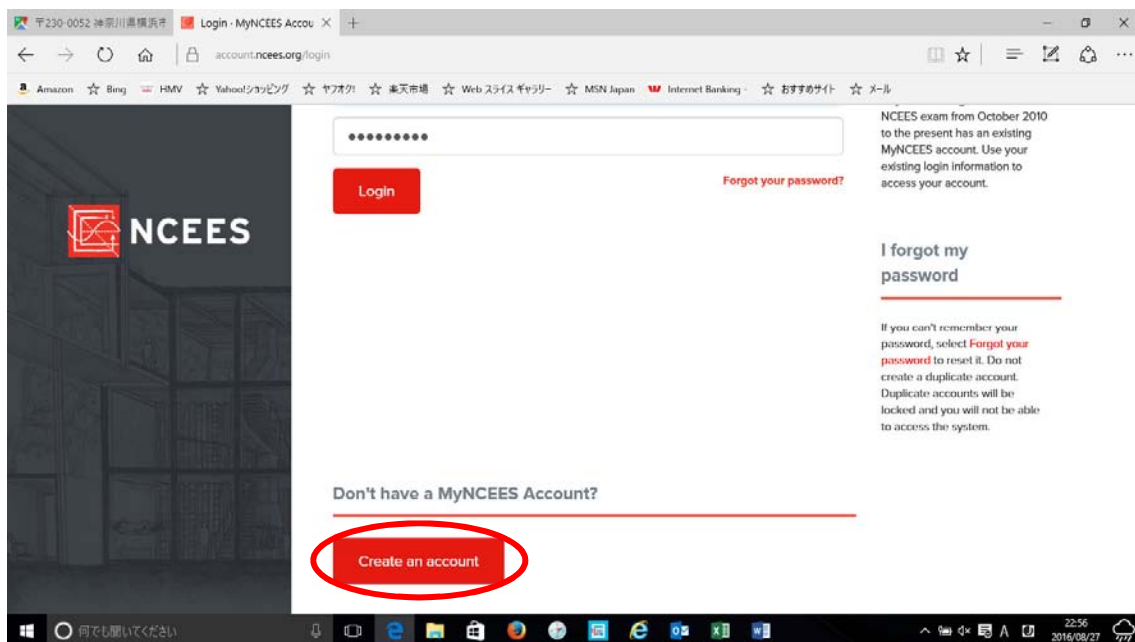 〒230-0052 神奈川県横浜市
Login - MyNCEES Accou
account.ncees.org/login
Amazon
Bing
HMV
Yahoo!ショッピング
ヤフオク!
楽天市場
Web スライス ギャラリー
MSN Japan
Internet Banking -
おすすめサイト
メール
NCEES
•••••••••
Login
Forgot your password?
Don't have a MyNCEES Account?
Create an account
NCEES exam from October 2010
to the present has an existing
MyNCEES account. Use your
existing login information to
access your account.
I forgot my
password
If you can't remember your
password, select Forgot your
password to reset it. Do not
create a duplicate account.
Duplicate accounts will be
locked and you will not be able
to access the system.
何でも聞いてください
A
22:56
2016/08/27